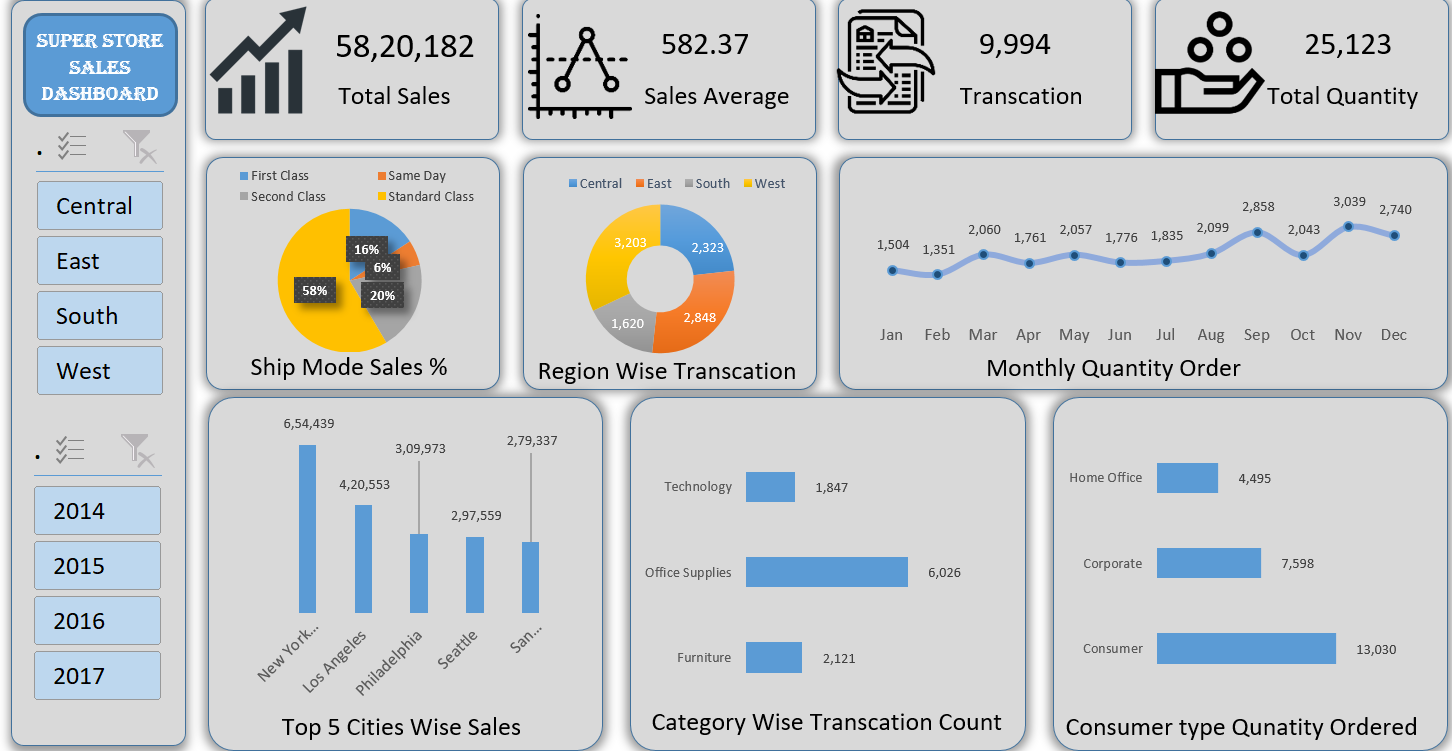 SUPER STORE
SALES
DASHBOARD
.
Central
East
South
West
.
2014
2015
2016
2017
58,20,182
Total Sales
582.37
Sales Average
9,994
Transcation
25,123
Total Quantity
First Class
Same Day
Second Class
Standard Class
16%
6%
58%
20%
Ship Mode Sales %
Central East South West
3,203
2,323
1,620
2,848
Region Wise Transcation
1,504 1,351 2,060 1,761 2,057 1,776 1,835 2,099 2,858 2,043 3,039 2,740
Jan Feb Mar Apr May Jun Jul Aug Sep Oct Nov Dec
Monthly Quantity Order
6,54,439
4,20,553
3,09,973
2,97,559
2,79,337
New York...
Los Angeles
Philadelphia
Seattle
San...
Top 5 Cities Wise Sales
Technology 1,847
Office Supplies 6,026
Furniture 2,121
Category Wise Transcation Count
Home Office 4,495
Corporate 7,598
Consumer 13,030
Consumer type Qunatity Ordered